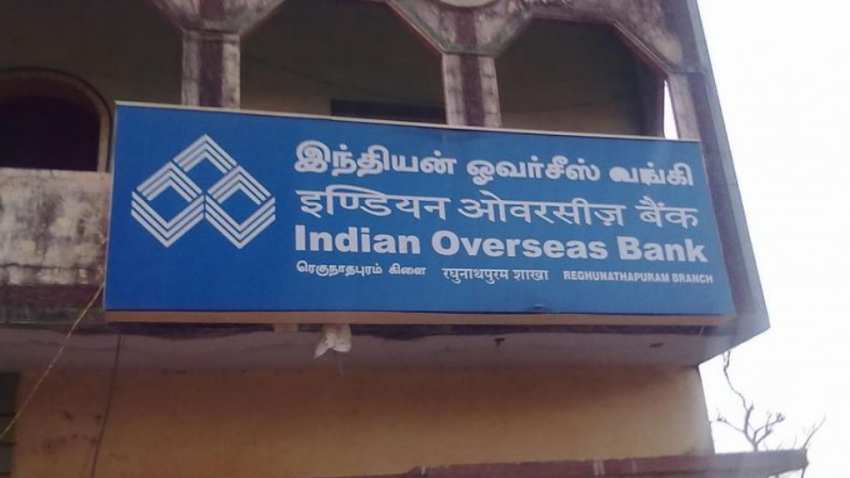 இந்தியன் ஓவர்சீஸ் வங்கி
इण्डियन ओवरसीज़ बैंक
Indian Overseas Bank
ரெகுநாதபுரம் கிளை रघुनाथपुरम शाखा REGHUNATHAPURAM BRANCH